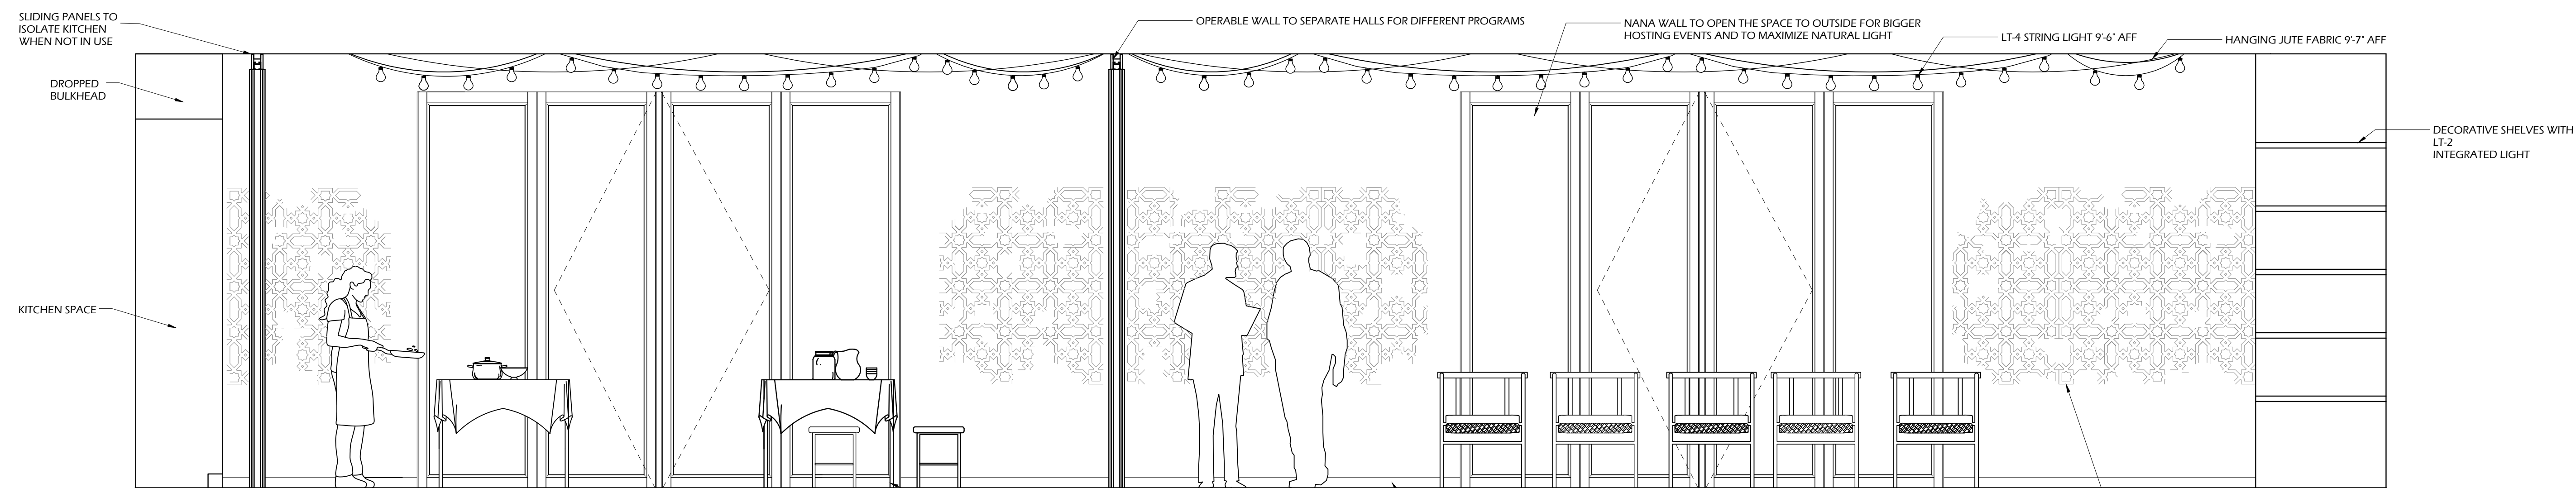 SLIDING PANELS TO
ISOLATE KITCHEN
WHEN NOT IN USE
OPERABLE WALL TO SEPARATE HALLS FOR DIFFERENT PROGRAMS
NANA WALL TO OPEN THE SPACE TO OUTSIDE FOR BIGGER
HOSTING EVENTS AND TO MAXIMIZE NATURAL LIGHT
LT-4 STRING LIGHT 9'-6" AFF
HANGING JUTE FABRIC 9'-7" AFF
DROPPED
BULKHEAD
DECORATIVE SHELVES WITH
LT-2
INTEGRATED LIGHT
KITCHEN SPACE